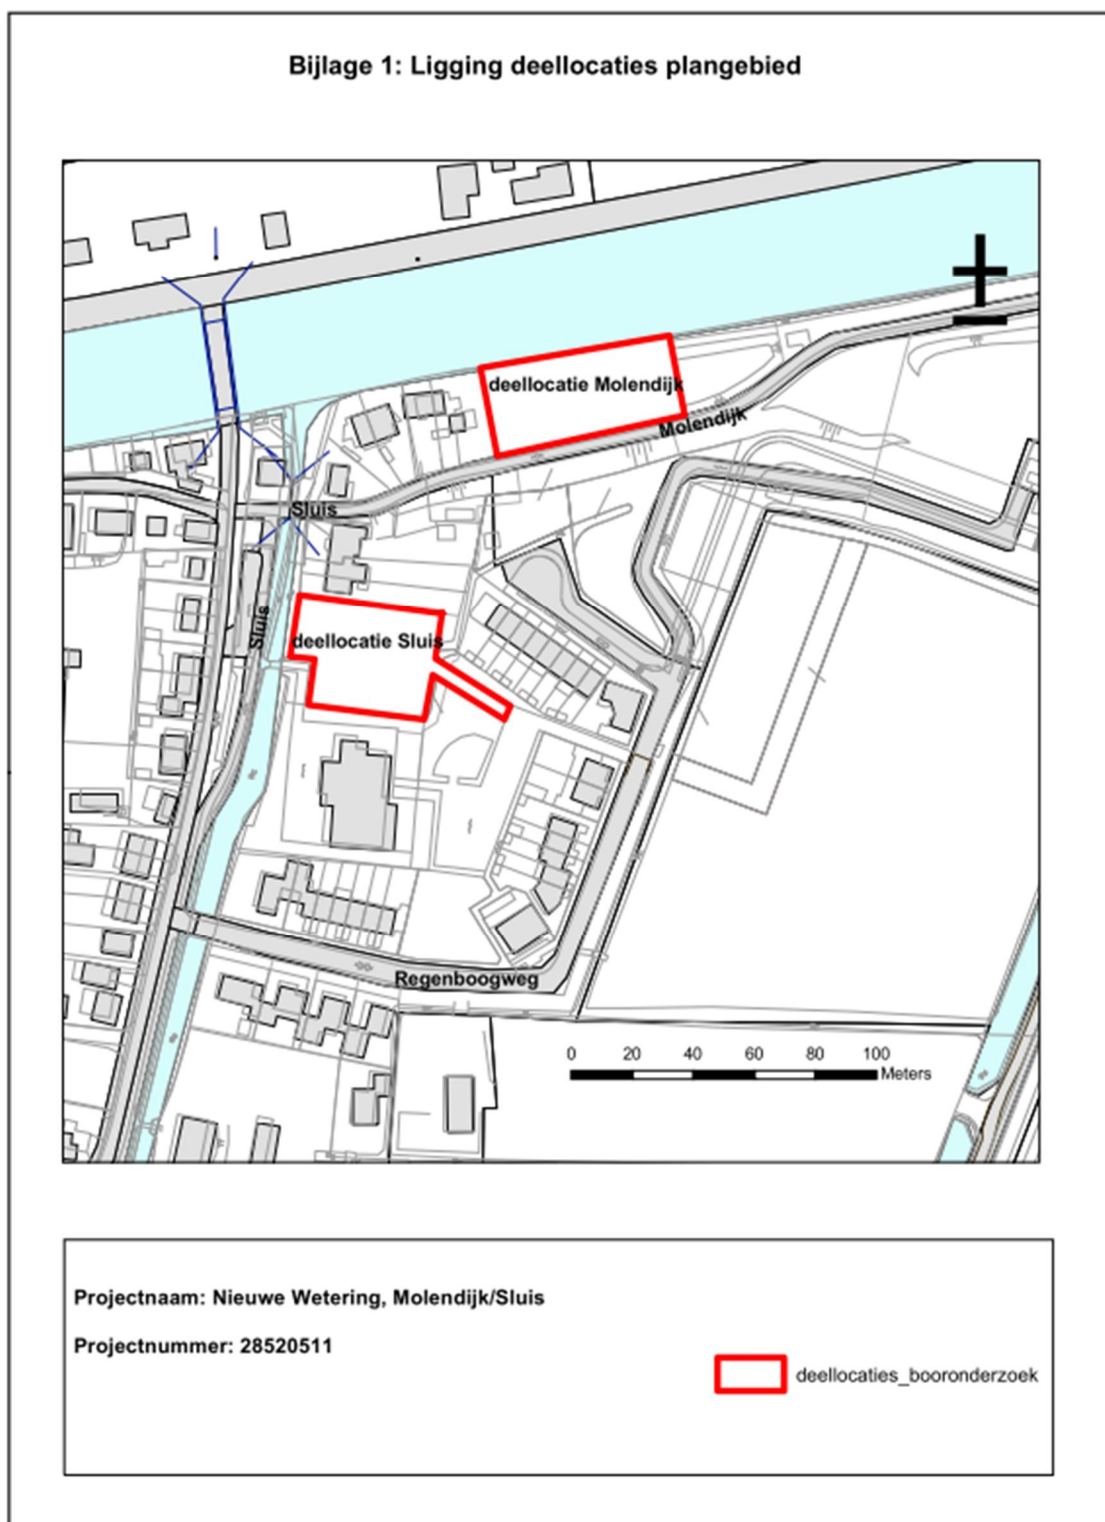 Bijlage 1: Ligging deellocaties plangebied
deellocatie Molendijk
Molendijk
Sluis
Sluis
deellocatie Sluis
Regenboogweg
0 20 40 60 80 100
Meters
Projectnaam: Nieuwe Wetering, Molendijk/Sluis
Projectnummer: 28520511
deellocaties_booronderzoek